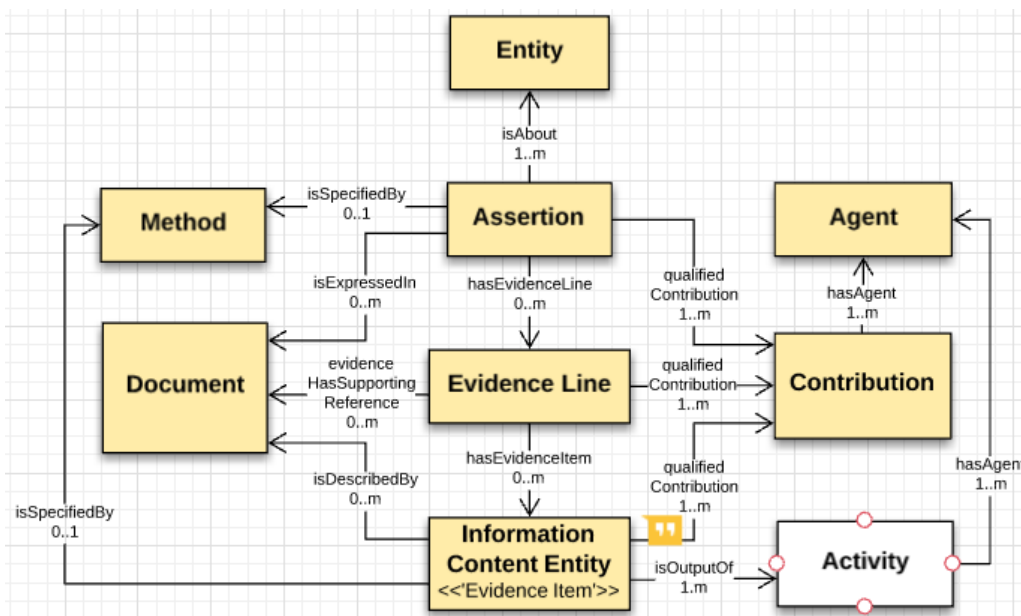 Entity
isAbout
1..m
isSpecifiedBy
0..1
Method
Assertion
Agent
isExpressedIn
0..m
hasEvidenceLine
0..m
qualified
Contribution
1..m
hasAgent
1..m
Document
evidence
HasSupporting
Reference
0..m
Evidence Line
qualified
Contribution
1..m
Contribution
isDescribedBy
0..m
hasEvidenceItem
0..m
qualified
Contribution
1..m
hasAgent
1..m
isSpecifiedBy
0..1
Information
Content Entity
<<'Evidence Item'>>
isOutputOf
1.m
Activity